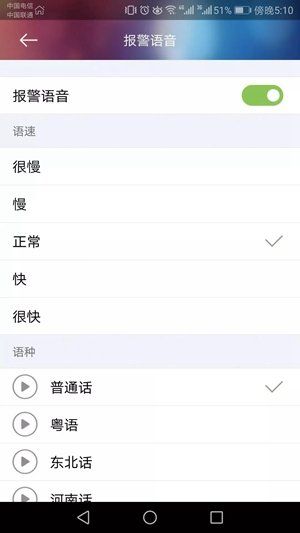 中国电信
中国联通
51% 傍晚5:10
报警语音
报警语音
语速
很慢
慢
正常
快
很快
语种
普通话
粤语
东北话
河南话